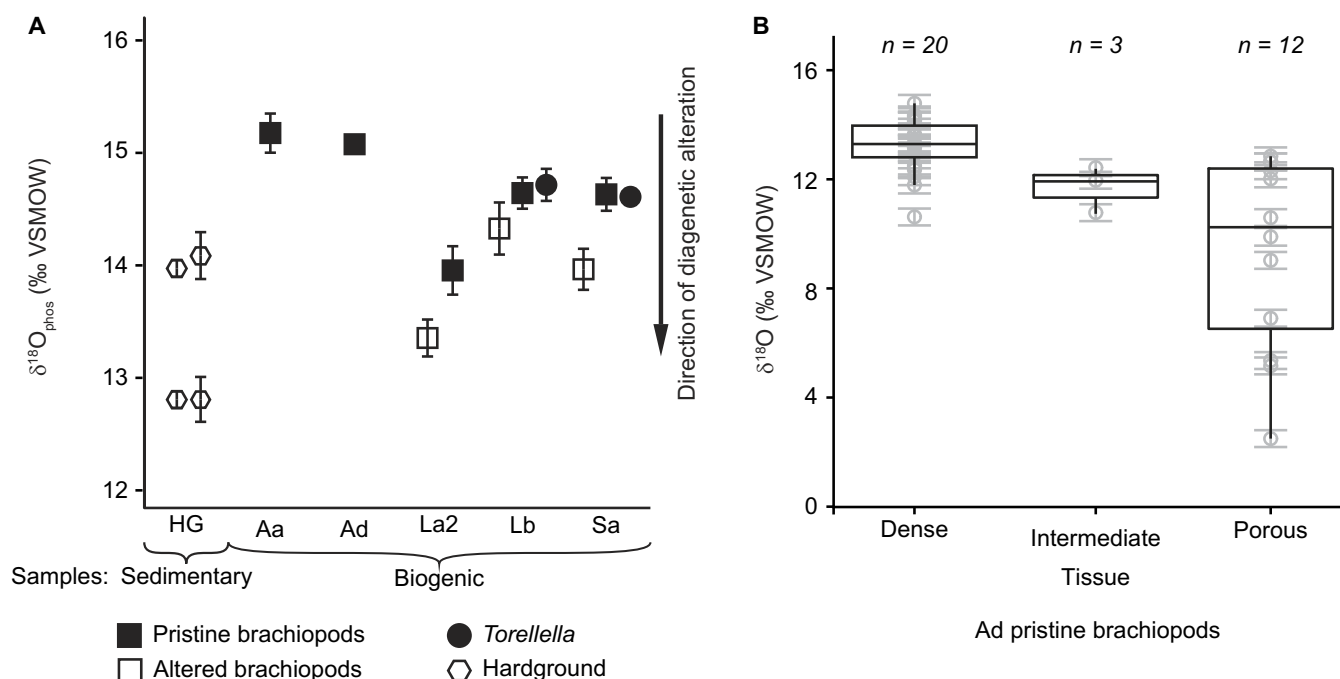 A
16
15
14
13
12
δ18Ophos (‰ VSMOW)
HG
Aa
Ad
La2
Lb
Sa
Samples: Sedimentary
Biogenic
Direction of diagenetic alteration
Pristine brachiopods
Altered brachiopods
Torellella
Hardground
B
n = 20
n = 3
n = 12
16
12
8
4
0
δ18O (‰ VSMOW)
Dense
Intermediate
Porous
Tissue
Ad pristine brachiopods